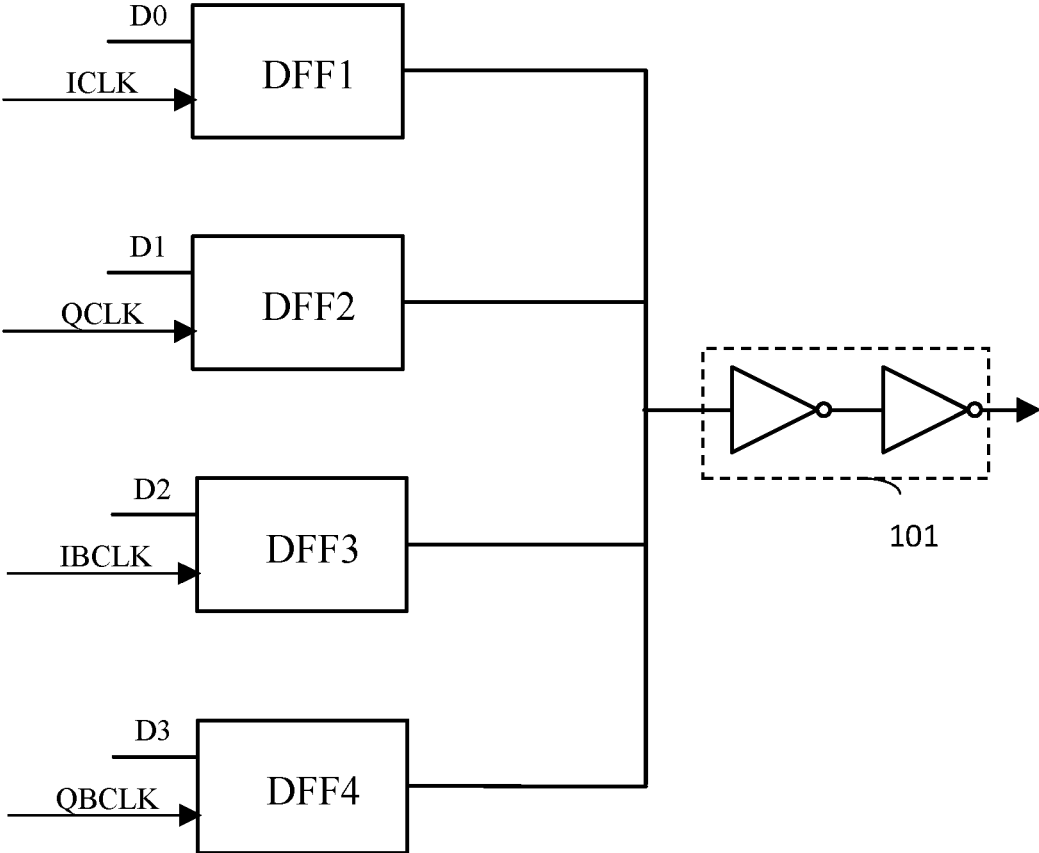 D0
ICLK
DFF1
D1
QCLK
DFF2
101
D2
IBCLK
DFF3
D3
QBCLK
DFF4